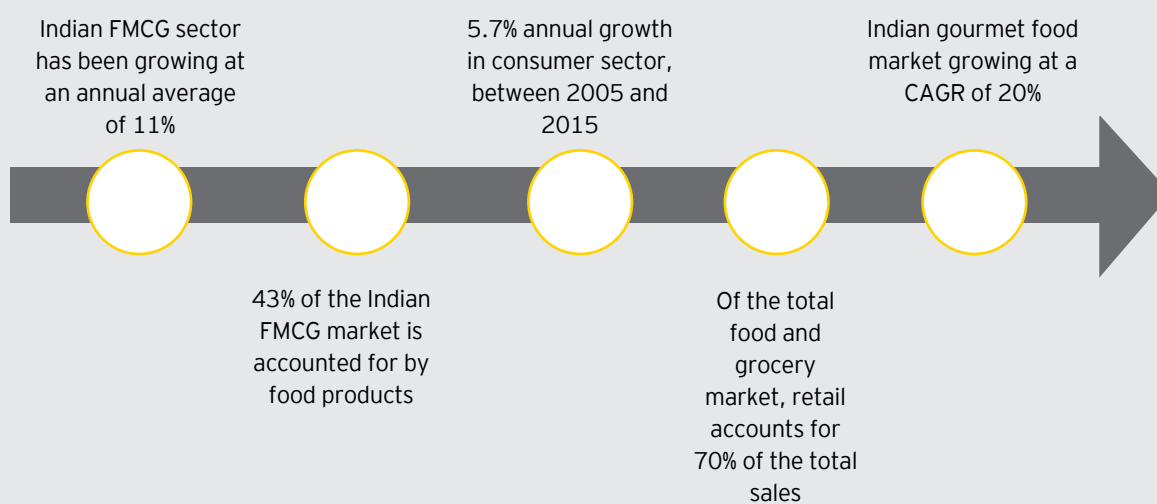 Indian FMCG sector
has been growing at
an annual average
of 11%
43% of the Indian
FMCG market is
accounted for by
food products
5.7% annual growth
in consumer sector,
between 2005 and
2015
Of the total
food and
grocery
market, retail
accounts for
70% of the total
sales
Indian gourmet food
market growing at a
CAGR of 20%